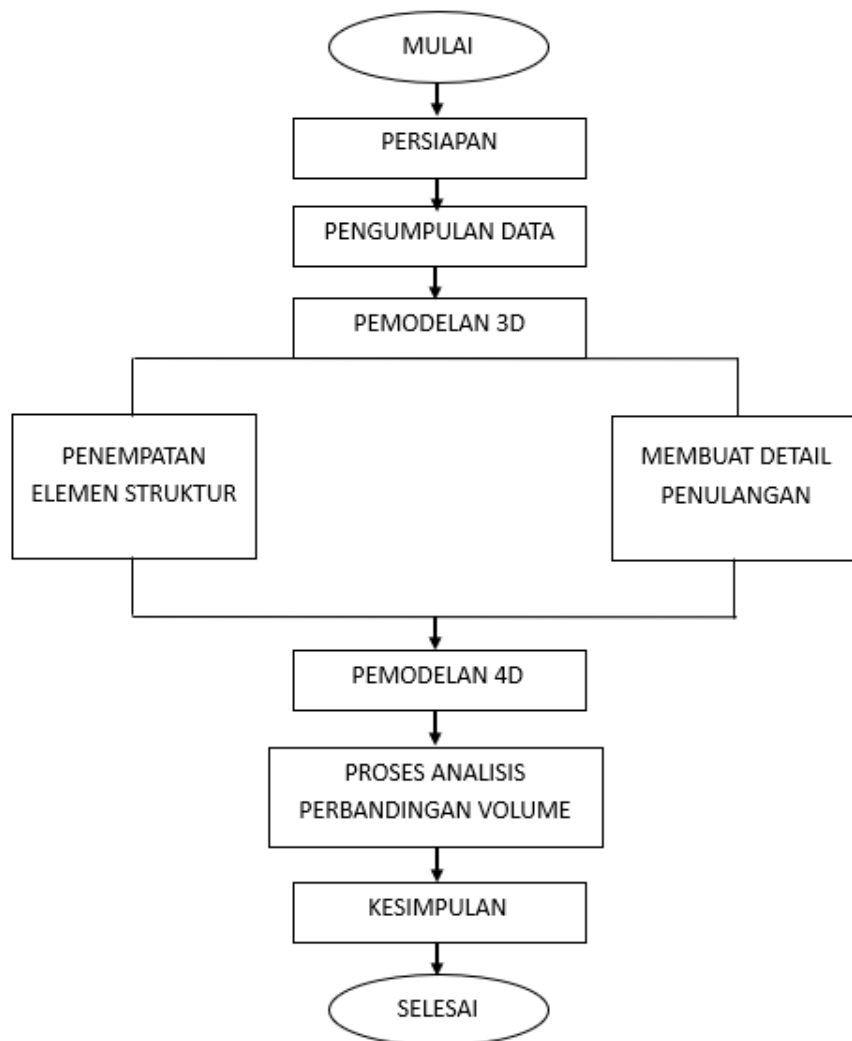 MULAI
PERSIAPAN
PENGUMPULAN DATA
PEMODELAN 3D
PENEMPATAN
ELEMEN STRUKTUR
MEMBUAT DETAIL
PENULANGAN
PEMODELAN 4D
PROSES ANALISIS
PERBANDINGAN VOLUME
KESIMPULAN
SELESAI